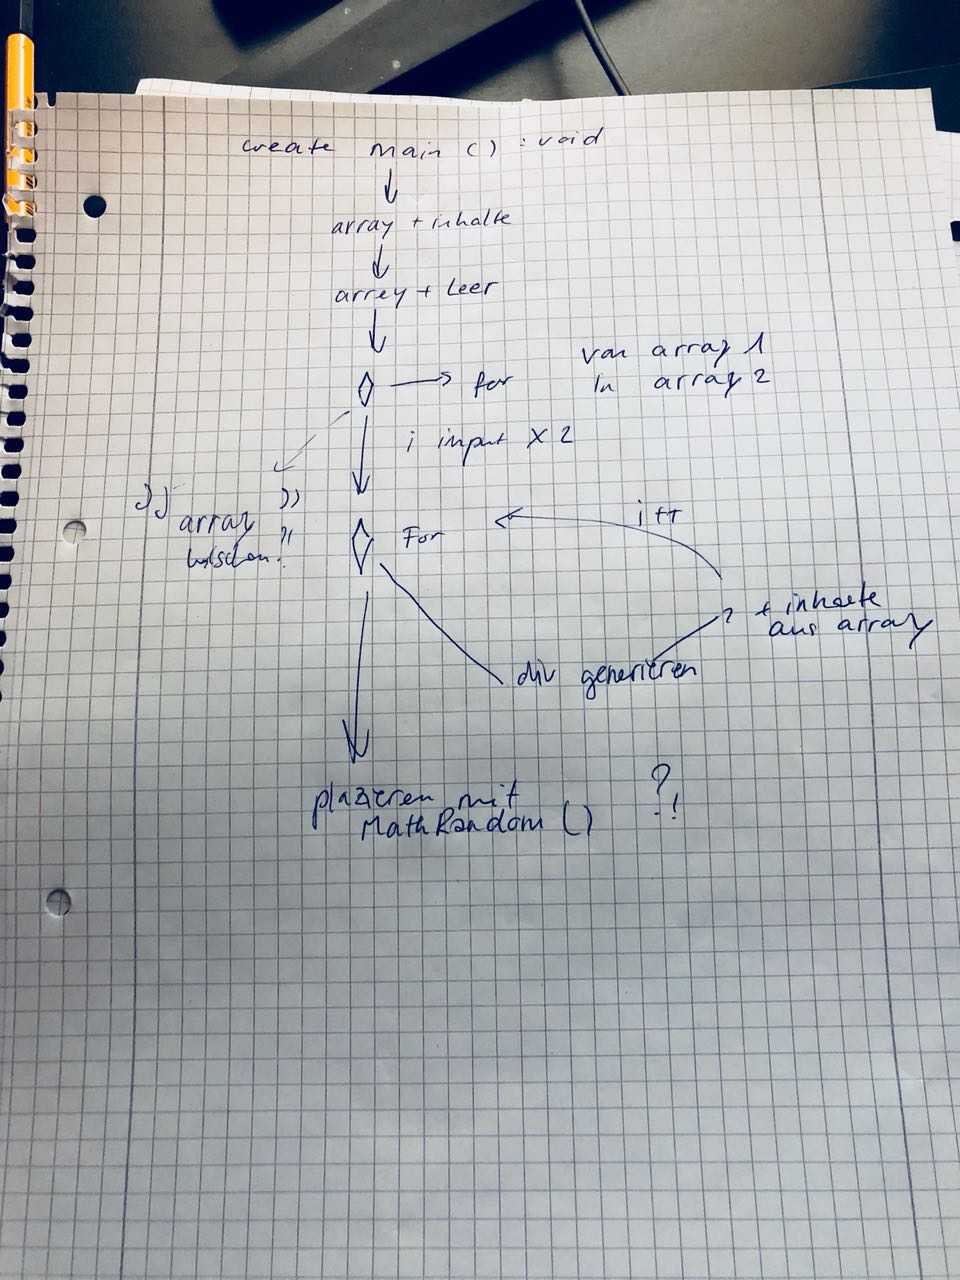 create main () : void
array + inhalte
arrey + Leer
for
von array 1
in array 2
i input x 2
array
?!
For
i ++
? + inhalte
aus array
div generieren
plazieren mit
MathRandom ()
?!